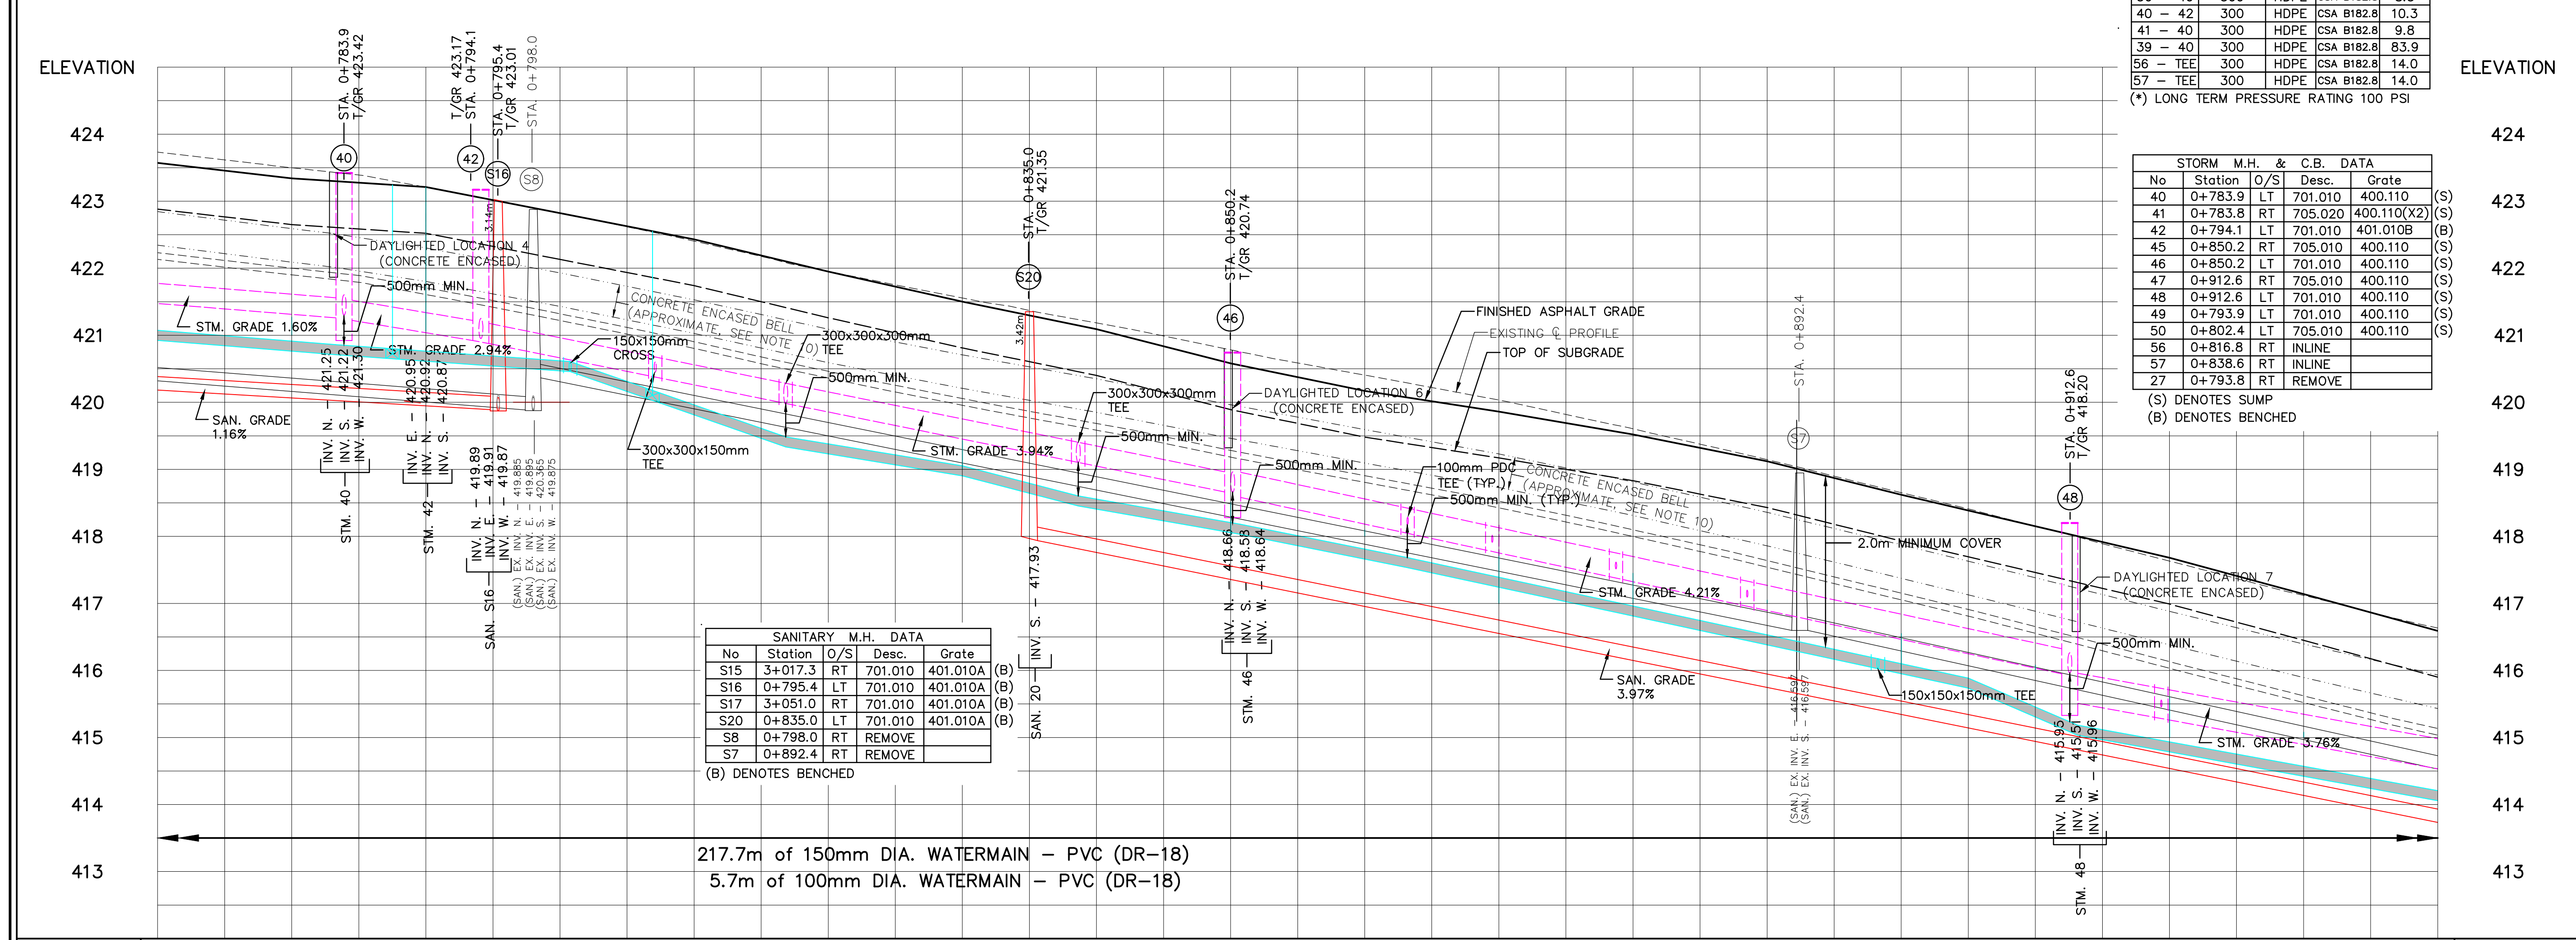 40 – 42 300 HDPE CSA B182.8 10.3
41 – 40 300 HDPE CSA B182.8 9.8
39 – 40 300 HDPE CSA B182.8 83.9
56 – TEE 300 HDPE CSA B182.8 14.0
57 – TEE 300 HDPE CSA B182.8 14.0
(*) LONG TERM PRESSURE RATING 100 PSI
ELEVATION
ELEVATION
424
423
422
421
420
419
418
417
416
415
414
413
STA. 0+783.9
T/GR 423.42
40
T/GR 423.17
STA. 0+794.1
42
STA. 0+795.4
T/GR 423.01
S16
STA. 0+798.0
S8
3.14m
DAYLIGHTED LOCATION 4
(CONCRETE ENCASED)
500mm MIN.
STM. GRADE 1.60%
STM. GRADE 2.94%
SAN. GRADE
1.16%
INV. N. – 421.25
INV. S. – 421.22
INV. W. – 421.30
STM. 40
INV. E. – 420.95
INV. N. – 420.92
INV. S. – 420.87
STM. 42
INV. N. – 419.89
INV. E. – 419.91
INV. W. – 419.87
SAN. S16
(SAN.) EX. INV. N. – 419.885
(SAN.) EX. INV. E. – 419.895
(SAN.) EX. INV. S. – 420.365
(SAN.) EX. INV. W. – 419.875
CONCRETE ENCASED BELL
(APPROXIMATE, SEE NOTE 10)
150x150mm
CROSS
300x300x150mm
TEE
300x300x300mm
TEE
500mm MIN.
STM. GRADE 3.94%
STA. 0+835.0
T/GR 421.35
S20
3.42m
300x300x300mm
TEE
500mm MIN.
INV. S. – 417.93
SAN. 20
STA. 0+850.2
T/GR 420.74
46
DAYLIGHTED LOCATION 6
(CONCRETE ENCASED)
500mm MIN.
INV. N. – 418.66
INV. S. – 418.58
INV. W. – 418.64
STM. 46
FINISHED ASPHALT GRADE
EXISTING ℄ PROFILE
TOP OF SUBGRADE
100mm PDC
TEE (TYP.)
500mm MIN. (TYP.)
CONCRETE ENCASED BELL
(APPROXIMATE, SEE NOTE 10)
STM. GRADE 4.21%
SAN. GRADE
3.97%
STA. 0+892.4
S7
(SAN.) EX. INV. E. – 416.597
(SAN.) EX. INV. S. – 416.597
2.0m MINIMUM COVER
150x150x150mm TEE
STA. 0+912.6
T/GR 418.20
48
DAYLIGHTED LOCATION 7
(CONCRETE ENCASED)
500mm MIN.
STM. GRADE 3.76%
INV. N. – 415.95
INV. S. – 415.51
INV. W. – 415.96
STM. 48
SANITARY M.H. DATA
No Station O/S Desc. Grate
S15 3+017.3 RT 701.010 401.010A (B)
S16 0+795.4 LT 701.010 401.010A (B)
S17 3+051.0 RT 701.010 401.010A (B)
S20 0+835.0 LT 701.010 401.010A (B)
S8 0+798.0 RT REMOVE
S7 0+892.4 RT REMOVE
(B) DENOTES BENCHED
217.7m of 150mm DIA. WATERMAIN – PVC (DR–18)
5.7m of 100mm DIA. WATERMAIN – PVC (DR–18)
STORM M.H. & C.B. DATA
No Station O/S Desc. Grate
40 0+783.9 LT 701.010 400.110 (S)
41 0+783.8 RT 705.020 400.110(X2) (S)
42 0+794.1 LT 701.010 401.010B (B)
45 0+850.2 RT 705.010 400.110 (S)
46 0+850.2 LT 701.010 400.110 (S)
47 0+912.6 RT 705.010 400.110 (S)
48 0+912.6 LT 701.010 400.110 (S)
49 0+793.9 LT 701.010 400.110 (S)
50 0+802.4 LT 705.010 400.110 (S)
56 0+816.8 RT INLINE
57 0+838.6 RT INLINE
27 0+793.8 RT REMOVE
(S) DENOTES SUMP
(B) DENOTES BENCHED
424
423
422
421
420
419
418
417
416
415
414
413